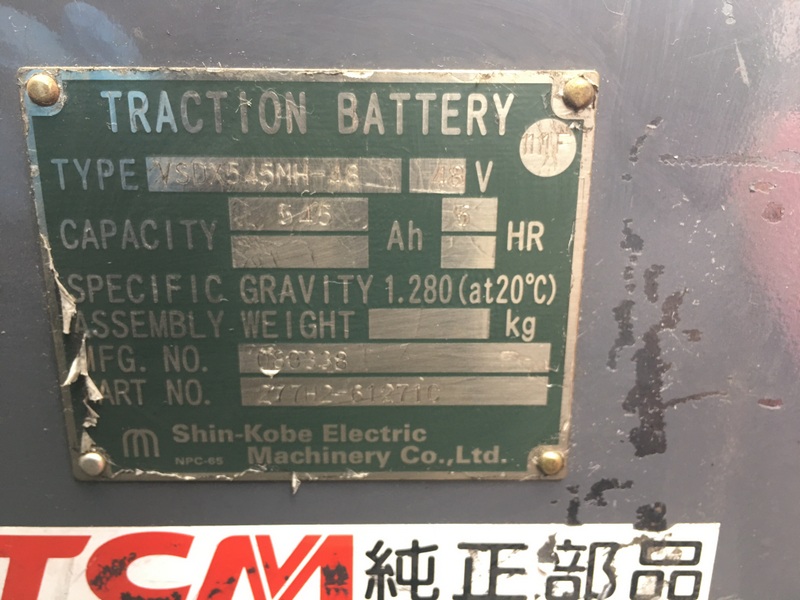 TRACTION BATTERY
TYPE VSDX545MH-48 48 V
CAPACITY 545 Ah 5 HR
SPECIFIC GRAVITY 1.280 (at20℃)
ASSEMBLY WEIGHT kg
MFG. NO.
PART NO.
Shin-Kobe Electric
NPC-65 Machinery Co.,Ltd.
TCM 純正部品